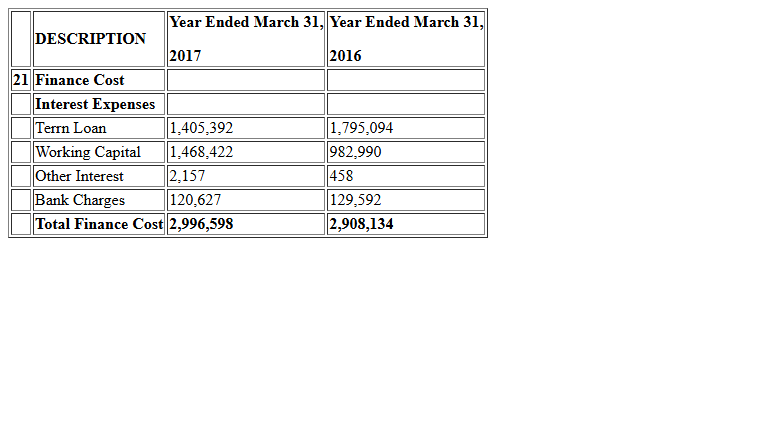 DESCRIPTION Year Ended March 31, 2017 Year Ended March 31, 2016
21 Finance Cost
Interest Expenses
Terrn Loan 1,405,392 1,795,094
Working Capital 1,468,422 982,990
Other Interest 2,157 458
Bank Charges 120,627 129,592
Total Finance Cost 2,996,598 2,908,134